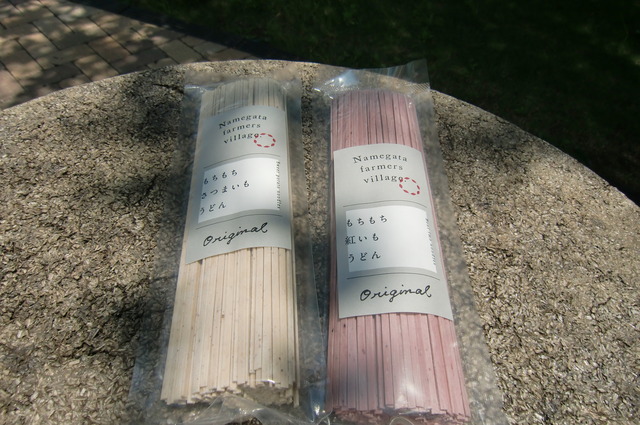 Namegata
farmers
village
もちもち
さつまいも
うどん
Original
Namegata
farmers
village
もちもち
紅いも
うどん
Original